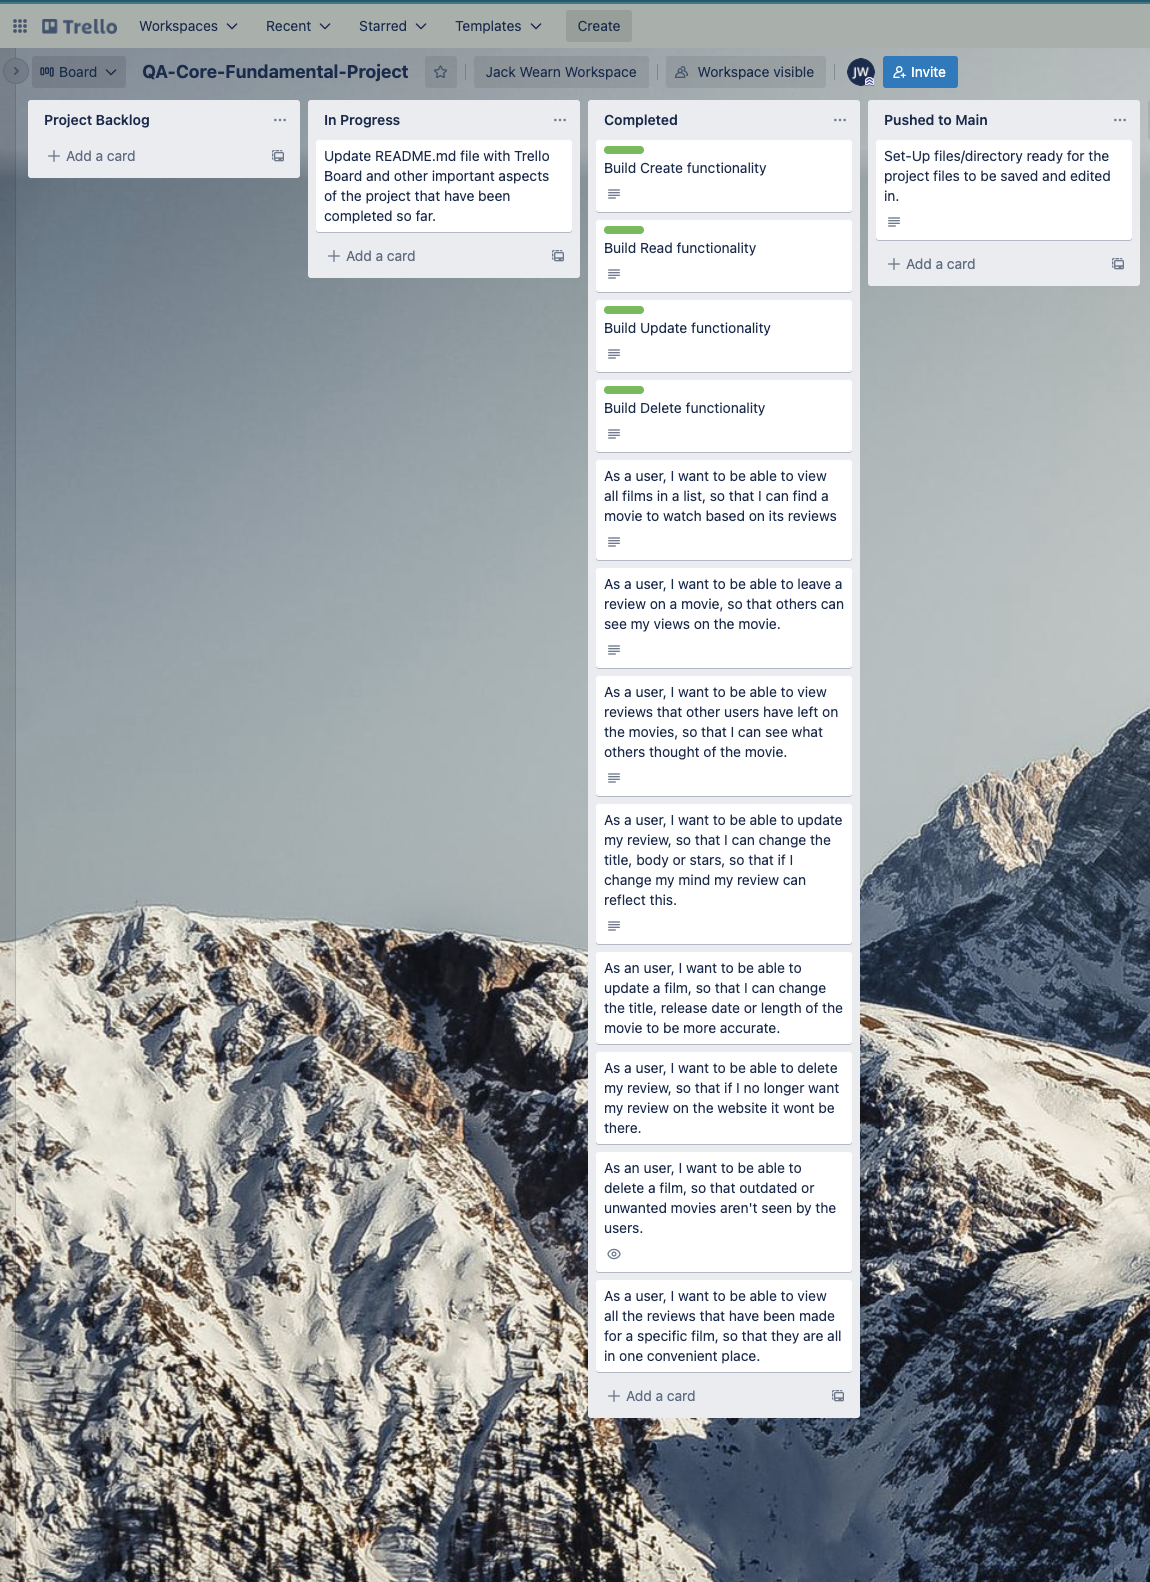 Trello
Workspaces
Recent
Starred
Templates
Create
Board
QA-Core-Fundamental-Project
Jack Wearn Workspace
Workspace visible
JW
Invite
Project Backlog
Add a card
In Progress
Update README.md file with Trello
Board and other important aspects
of the project that have been
completed so far.
Add a card
Completed
Build Create functionality
Build Read functionality
Build Update functionality
Build Delete functionality
As a user, I want to be able to view
all films in a list, so that I can find a
movie to watch based on its reviews
As a user, I want to be able to leave a
review on a movie, so that others can
see my views on the movie.
As a user, I want to be able to view
reviews that other users have left on
the movies, so that I can see what
others thought of the movie.
As a user, I want to be able to update
my review, so that I can change the
title, body or stars, so that if I
change my mind my review can
reflect this.
As an user, I want to be able to
update a film, so that I can change
the title, release date or length of the
movie to be more accurate.
As a user, I want to be able to delete
my review, so that if I no longer want
my review on the website it wont be
there.
As an user, I want to be able to
delete a film, so that outdated or
unwanted movies aren't seen by the
users.
As a user, I want to be able to view
all the reviews that have been made
for a specific film, so that they are all
in one convenient place.
Add a card
Pushed to Main
Set-Up files/directory ready for the
project files to be saved and edited
in.
Add a card